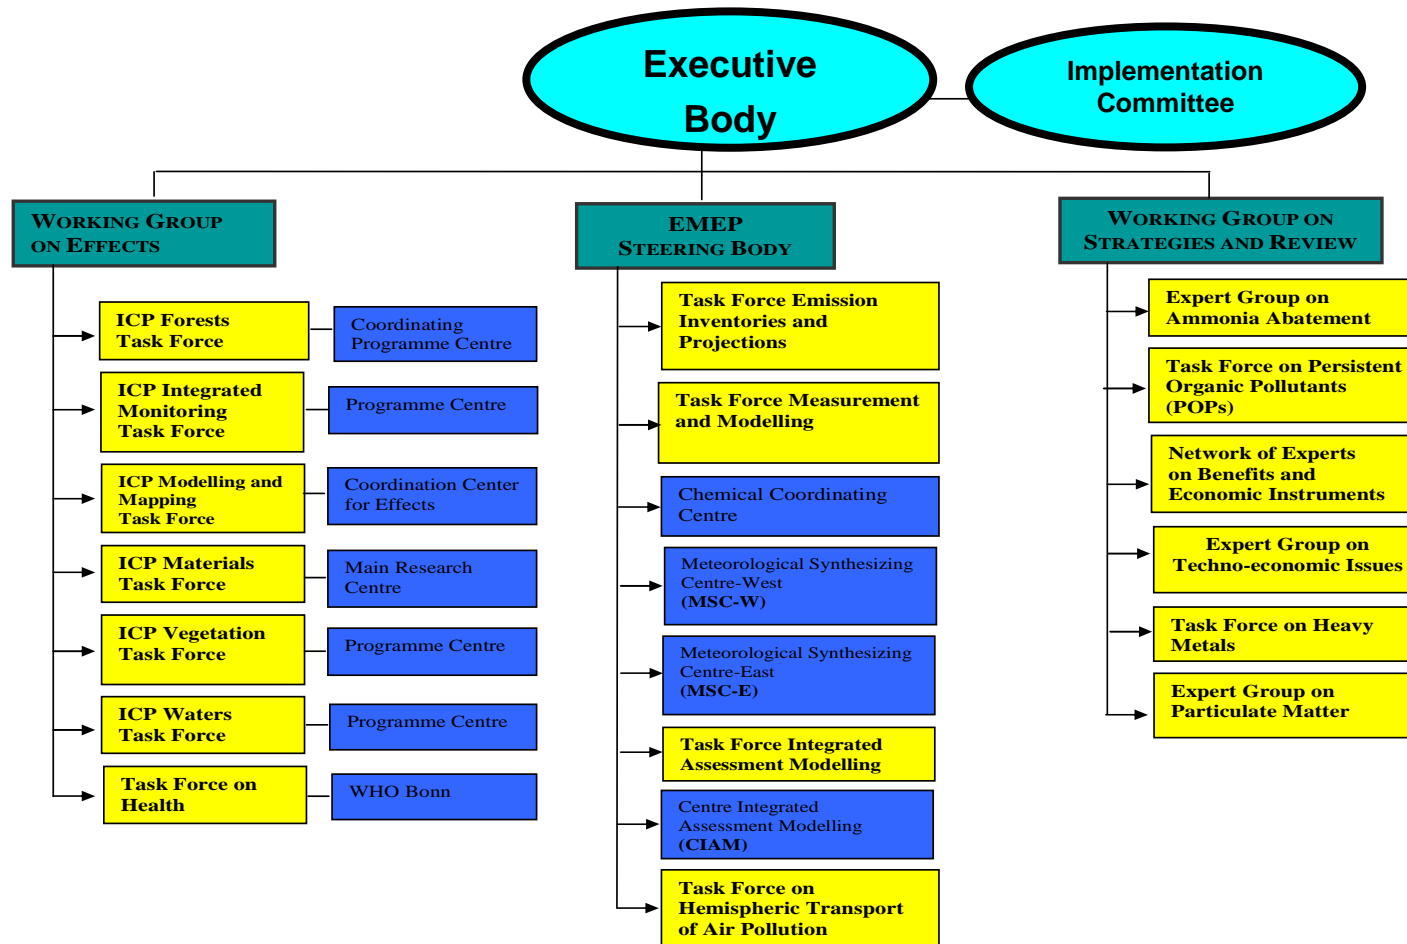 Executive
Body
Implementation
Committee
WORKING GROUP
ON EFFECTS
ICP Forests
Task Force
Coordinating
Programme Centre
ICP Integrated
Monitoring
Task Force
Programme Centre
ICP Modelling and
Mapping
Task Force
Coordination Center
for Effects
ICP Materials
Task Force
Main Research
Centre
ICP Vegetation
Task Force
Programme Centre
ICP Waters
Task Force
Programme Centre
Task Force on
Health
WHO Bonn
EMEP
STEERING BODY
Task Force Emission
Inventories and
Projections
Task Force Measurement
and Modelling
Chemical Coordinating
Centre
Meteorological Synthesizing
Centre-West
(MSC-W)
Meteorological Synthesizing
Centre-East
(MSC-E)
Task Force Integrated
Assessment Modelling
Centre Integrated
Assessment Modelling
(CIAM)
Task Force on
Hemispheric Transport
of Air Pollution
WORKING GROUP ON
STRATEGIES AND REVIEW
Expert Group on
Ammonia Abatement
Task Force on Persistent
Organic Pollutants
(POPs)
Network of Experts
on Benefits and
Economic Instruments
Expert Group on
Techno-economic Issues
Task Force on Heavy
Metals
Expert Group on
Particulate Matter